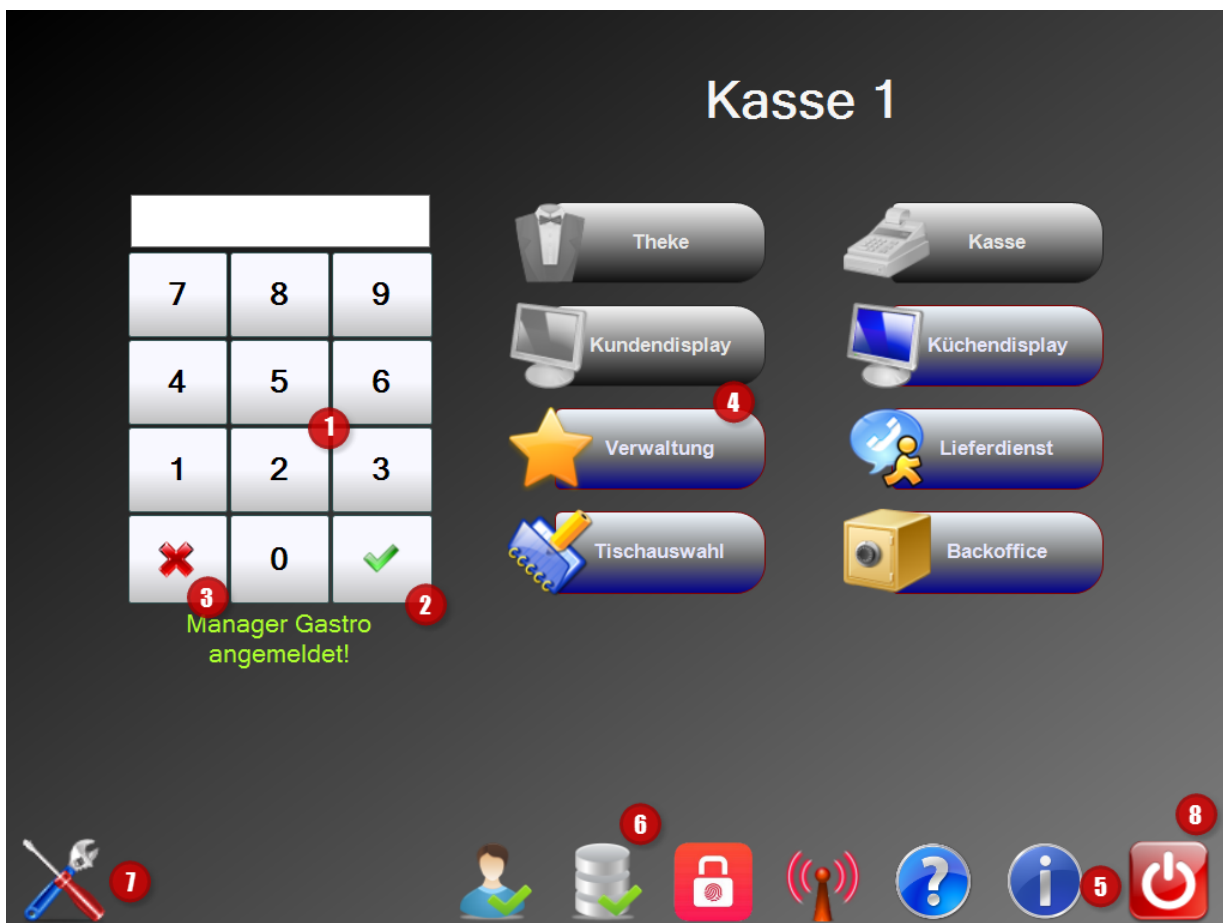 Kasse 1
7 8 9
4 5 6
1
1 2 3
0
3
2
Manager Gastro
angemeldet!
Theke
Kasse
Kundendisplay
Küchendisplay
4
Verwaltung
Lieferdienst
Tischauswahl
Backoffice
7
6
?
i
5
8